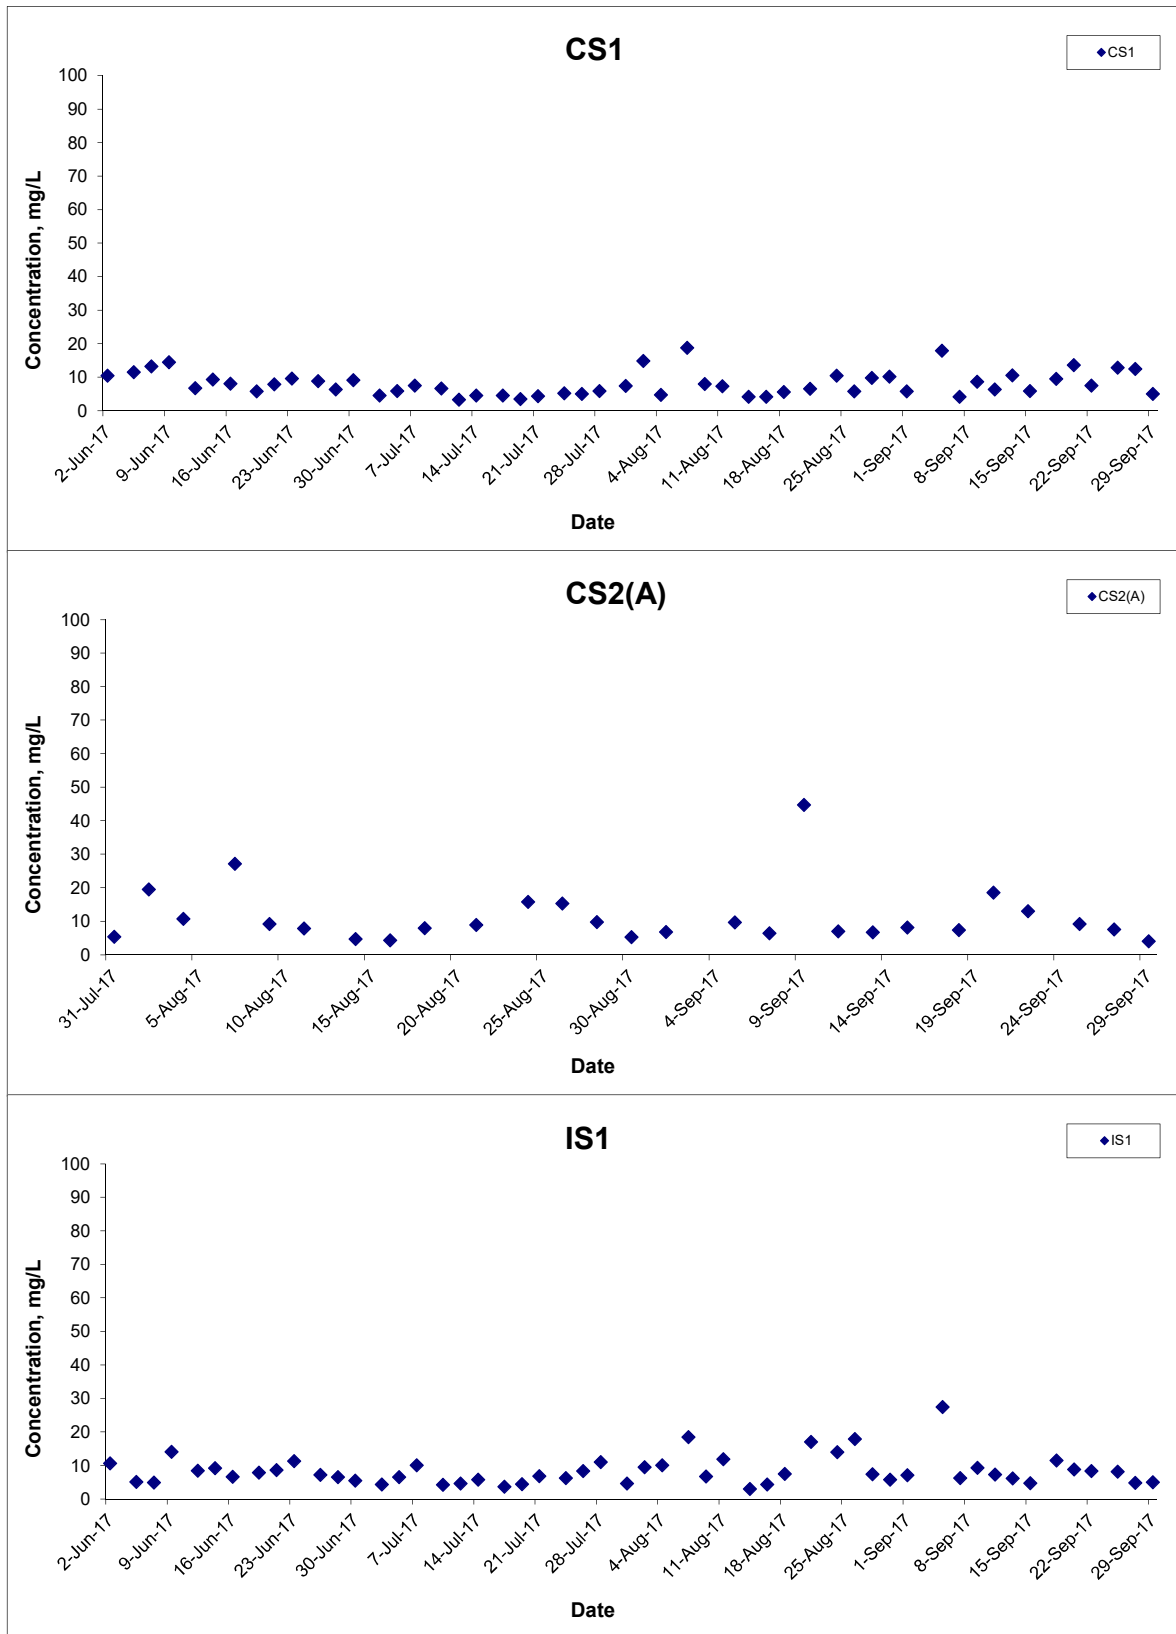 CS1
CS1
100
90
80
70
60
50
40
30
20
10
0
Concentration, mg/L
2-Jun-17
9-Jun-17
16-Jun-17
23-Jun-17
30-Jun-17
7-Jul-17
14-Jul-17
21-Jul-17
28-Jul-17
4-Aug-17
11-Aug-17
18-Aug-17
25-Aug-17
1-Sep-17
8-Sep-17
15-Sep-17
22-Sep-17
29-Sep-17
Date
CS2(A)
CS2(A)
100
90
80
70
60
50
40
30
20
10
0
Concentration, mg/L
31-Jul-17
5-Aug-17
10-Aug-17
15-Aug-17
20-Aug-17
25-Aug-17
30-Aug-17
4-Sep-17
9-Sep-17
14-Sep-17
19-Sep-17
24-Sep-17
29-Sep-17
Date
IS1
IS1
100
90
80
70
60
50
40
30
20
10
0
Concentration, mg/L
2-Jun-17
9-Jun-17
16-Jun-17
23-Jun-17
30-Jun-17
7-Jul-17
14-Jul-17
21-Jul-17
28-Jul-17
4-Aug-17
11-Aug-17
18-Aug-17
25-Aug-17
1-Sep-17
8-Sep-17
15-Sep-17
22-Sep-17
29-Sep-17
Date